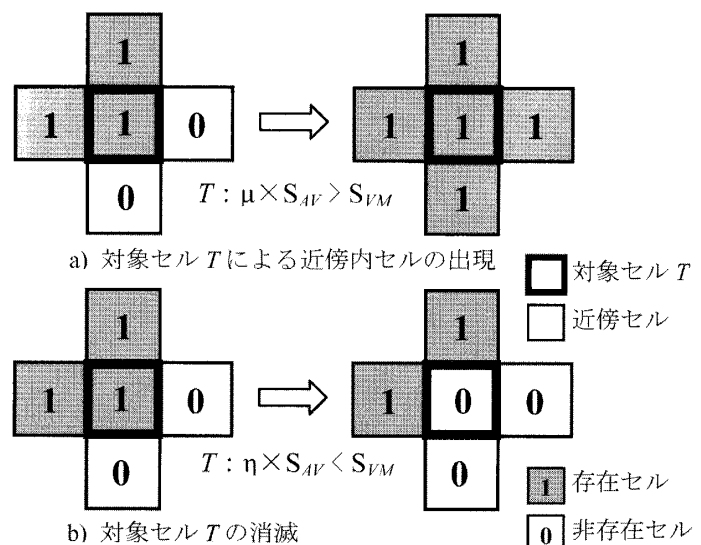 1 1
1 1 0 1 1 1
0 T : μ×S_AV > S_VM 1
a) 対象セル T による近傍内セルの出現
対象セル T
近傍セル
1 1
1 1 0 1 0 0
0 T : η×S_AV < S_VM 0
b) 対象セル T の消滅
1 存在セル
0 非存在セル